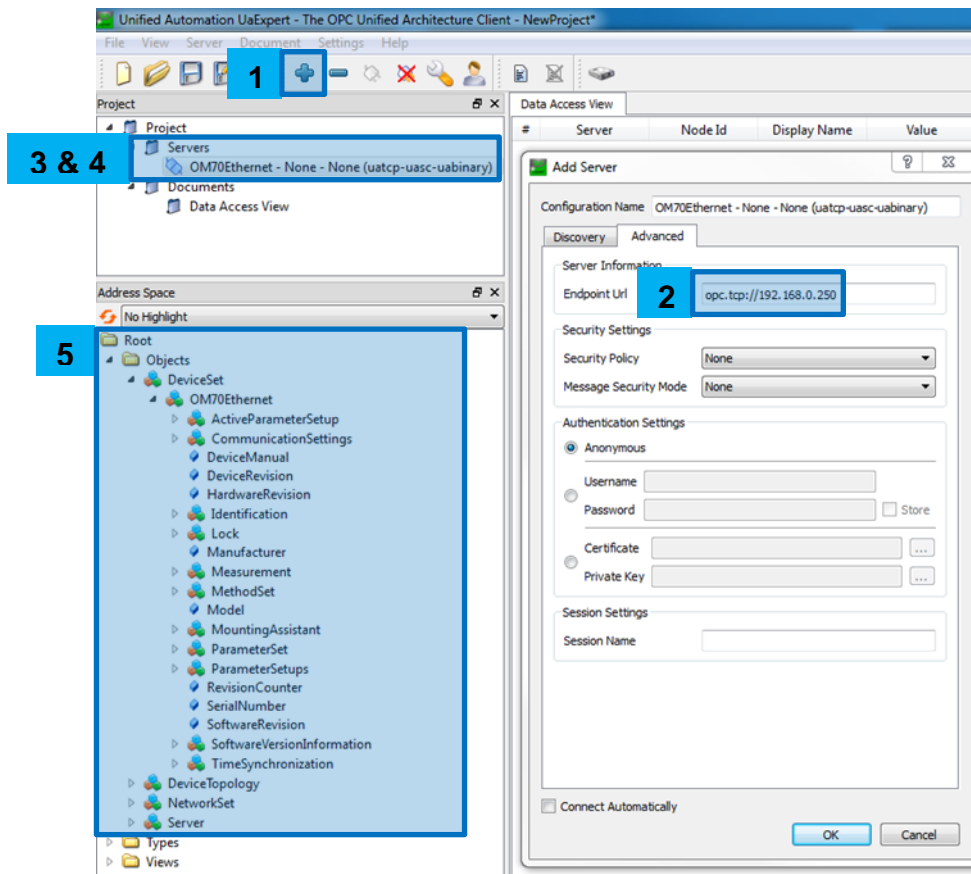 Unified Automation UaExpert - The OPC Unified Architecture Client - NewProject*
File View Server Document Settings Help
1
Project
Project
Servers
3 & 4
OM70Ethernet - None - None (uatcp-uasc-uabinary)
Documents
Data Access View
Address Space
No Highlight
5
Root
Objects
DeviceSet
OM70Ethernet
ActiveParameterSetup
CommunicationSettings
DeviceManual
DeviceRevision
HardwareRevision
Identification
Lock
Manufacturer
Measurement
MethodSet
Model
MountingAssistant
ParameterSet
ParameterSetups
RevisionCounter
SerialNumber
SoftwareRevision
SoftwareVersionInformation
TimeSynchronization
DeviceTopology
NetworkSet
Server
Types
Views
Data Access View
# Server Node Id Display Name Value
Add Server
Configuration Name OM70Ethernet - None - None (uatcp-uasc-uabinary)
Discovery Advanced
Server Information
Endpoint Url 2 opc.tcp://192.168.0.250
Security Settings
Security Policy None
Message Security Mode None
Authentication Settings
Anonymous
Username
Password Store
Certificate ...
Private Key ...
Session Settings
Session Name
Connect Automatically
OK Cancel